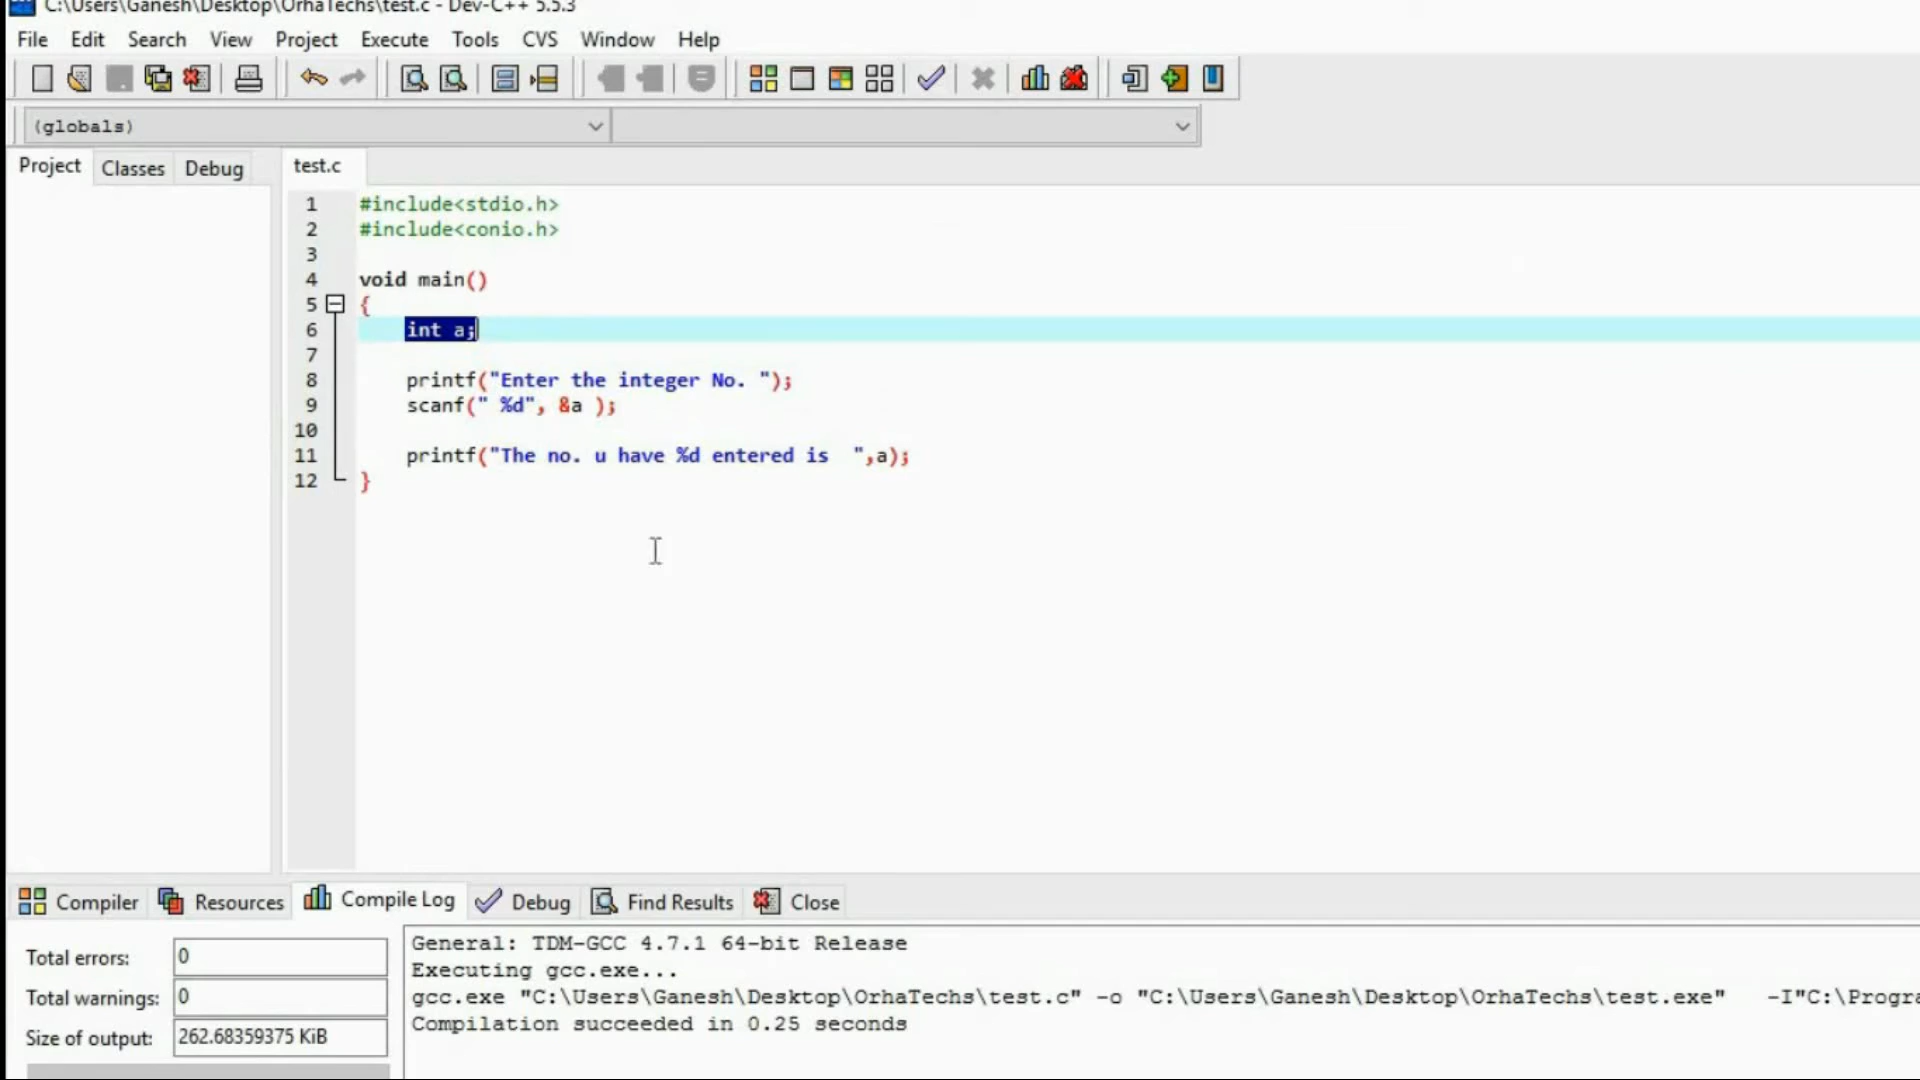 C:\Users\Ganesh\Desktop\OrhaTechs\test.c - Dev-C++ 5.5.3
File Edit Search View Project Execute Tools CVS Window Help
(globals)
Project Classes Debug test.c
1 #include<stdio.h>
2 #include<conio.h>
3
4 void main()
5 {
6 int a;
7
8 printf("Enter the integer No. ");
9 scanf(" %d", &a );
10
11 printf("The no. u have %d entered is  ",a);
12 }
Compiler Resources Compile Log Debug Find Results Close
Total errors: 0
Total warnings: 0
Size of output: 262.68359375 KiB
General: TDM-GCC 4.7.1 64-bit Release
Executing gcc.exe...
gcc.exe "C:\Users\Ganesh\Desktop\OrhaTechs\test.c" -o "C:\Users\Ganesh\Desktop\OrhaTechs\test.exe"   -I"C:\Progra
Compilation succeeded in 0.25 seconds